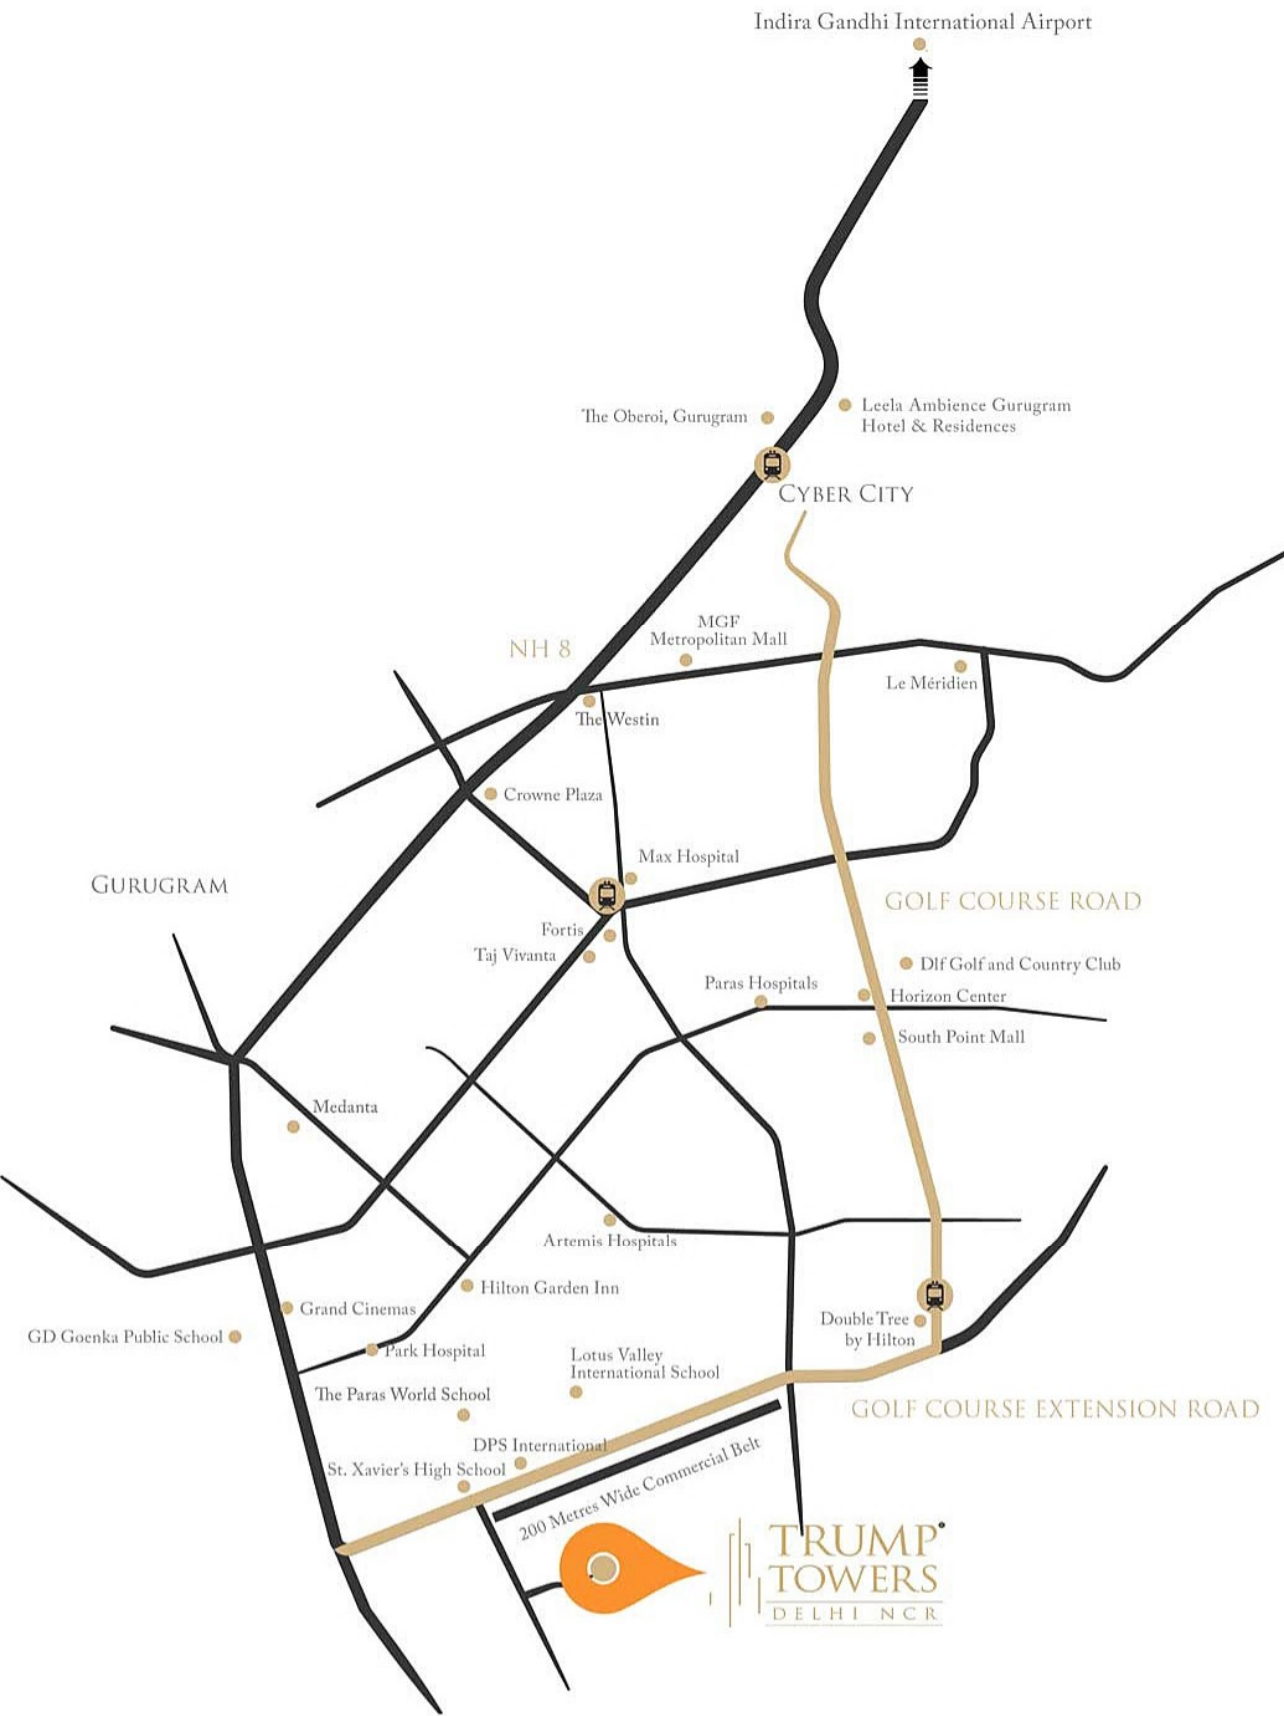 Indira Gandhi International Airport
The Oberoi, Gurugram
Leela Ambience Gurugram
Hotel & Residences
CYBER CITY
MGF
Metropolitan Mall
NH 8
Le Méridien
The Westin
Crowne Plaza
Max Hospital
GURUGRAM
GOLF COURSE ROAD
Fortis
Taj Vivanta
Dlf Golf and Country Club
Paras Hospitals
Horizon Center
South Point Mall
Medanta
Artemis Hospitals
Hilton Garden Inn
Grand Cinemas
Double Tree
by Hilton
GD Goenka Public School
Park Hospital
Lotus Valley
International School
The Paras World School
GOLF COURSE EXTENSION ROAD
DPS International
St. Xavier's High School
200 Metres Wide Commercial Belt
TRUMP
TOWERS
DELHI NCR